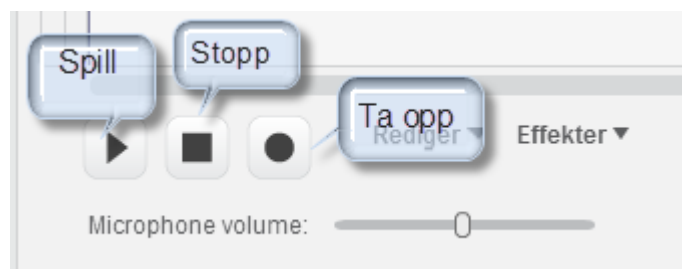 Spill
Stopp
Ta opp
Rediger
Effekter
Microphone volume: